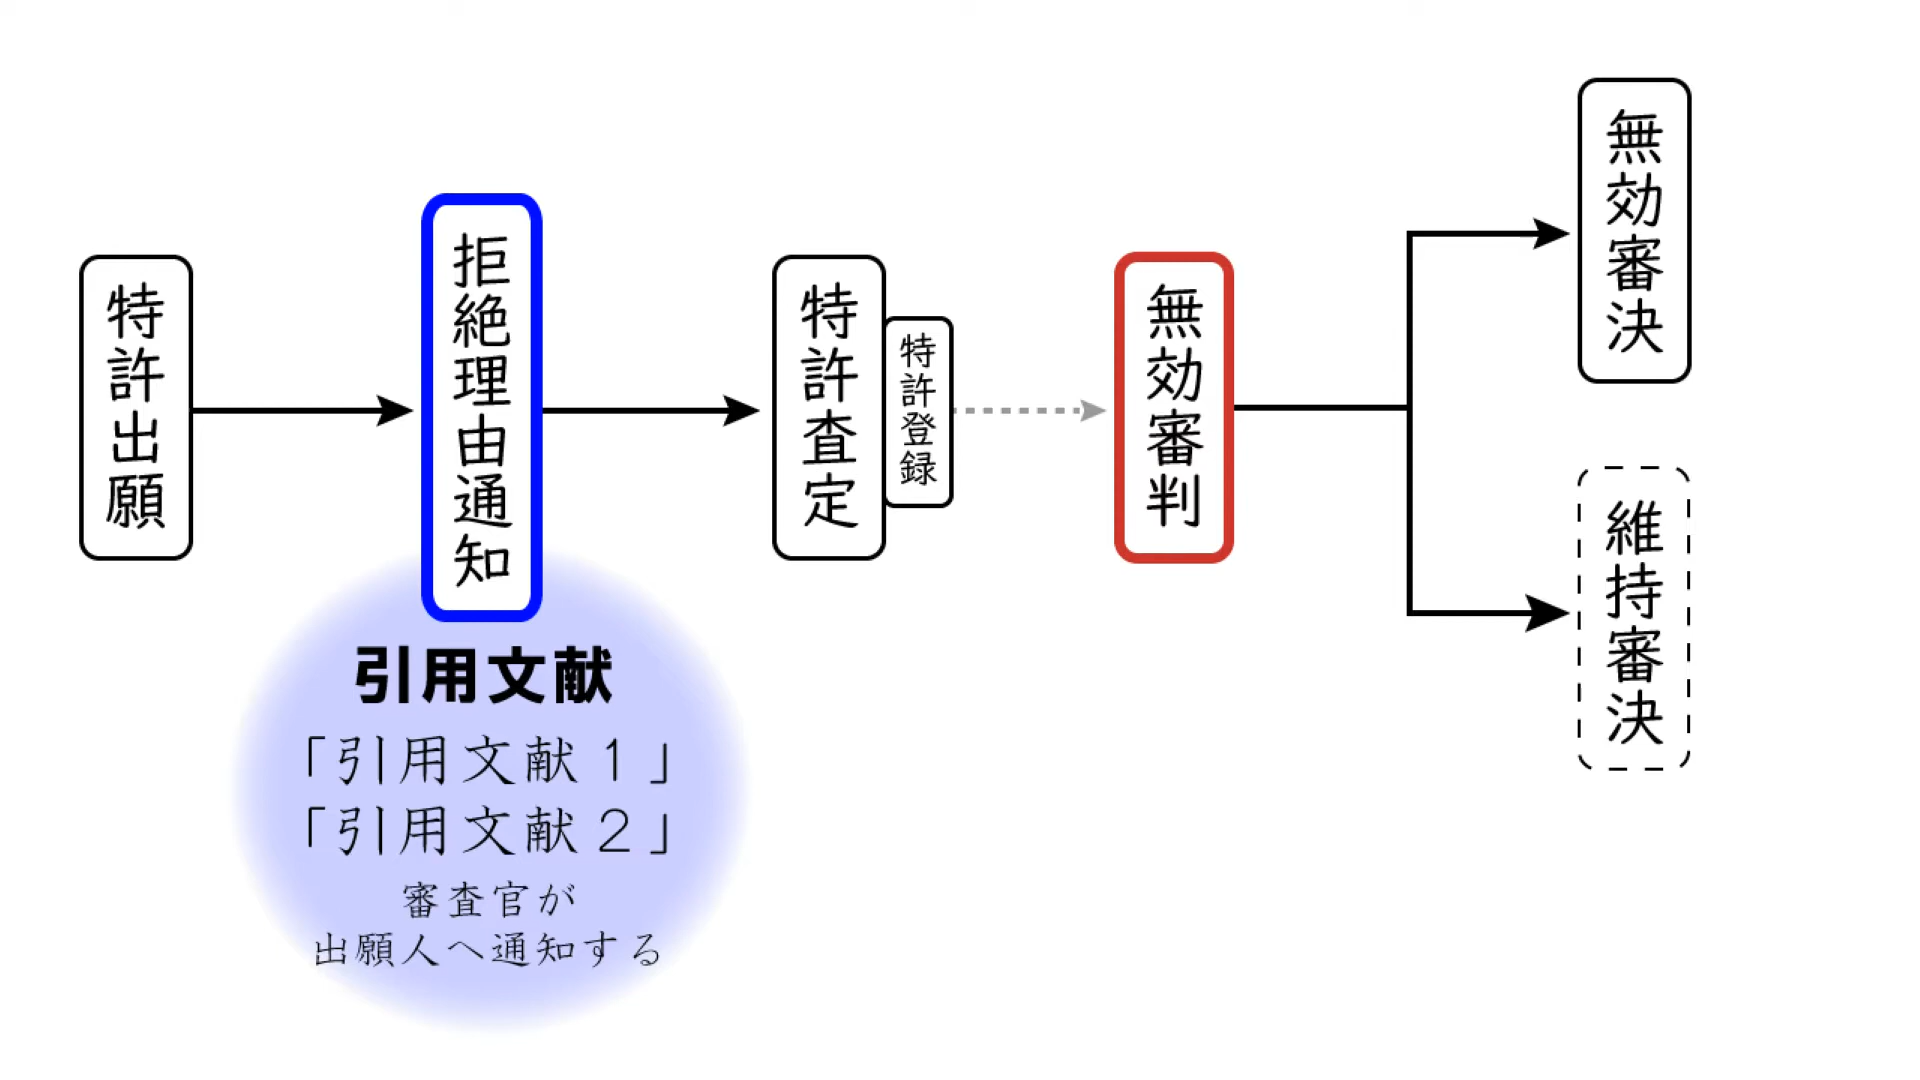 特許出願
拒絶理由通知
特許査定
特許登録
無効審判
無効審決
維持審決
引用文献
「引用文献１」
「引用文献２」
審査官が
出願人へ通知する